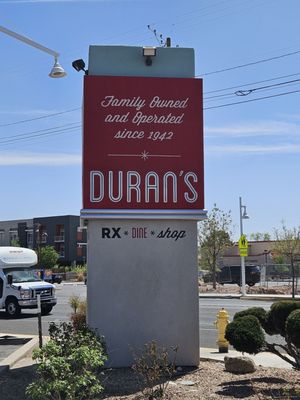 Family Owned
and Operated
since 1942
DURAN'S
RX * DINE * shop